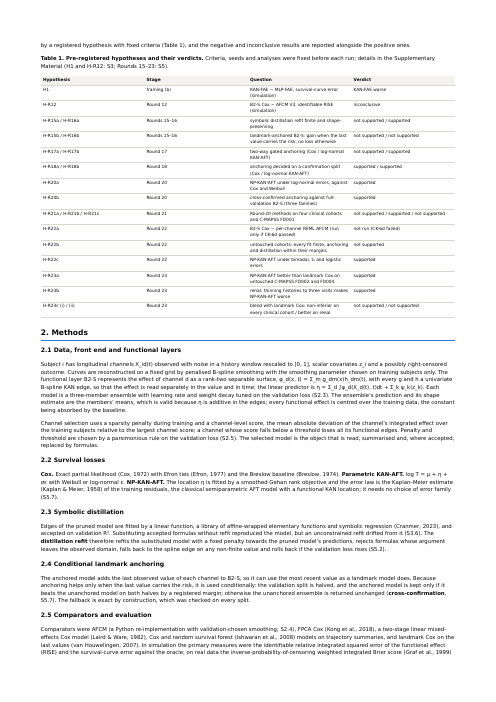 by a registered hypothesis with fixed criteria (Table 1), and the negative and inconclusive results are reported alongside the positive ones.
Table 1. Pre-registered hypotheses and their verdicts. Criteria, seeds and analyses were fixed before each run; details in the Supplementary
Material (H1 and H-R12: S3; Rounds 15–23: S5).
Hypothesis Stage Question Verdict
H1 framing (b) KAN-FAE − MLP-FAE, survival-curve error KAN-FAE worse
(simulation)
H-R12 Round 12 B2-S Cox − AFCM V/I, identifiable RISE inconclusive
(simulation)
H-R15a / H-R16a Rounds 15–16 symbolic distillation refit finite and shape- not supported / supported
preserving
H-R15b / H-R16b Rounds 15–16 landmark-anchored B2-S: gain when the last not supported / not supported
value carries the risk, no loss otherwise
H-R17a / H-R17b Round 17 two-way gated anchoring (Cox / log-normal not supported / not supported
KAN-AFT)
H-R18a / H-R18b Round 18 anchoring decided on a confirmation split supported / supported
(Cox / log-normal KAN-AFT)
H-R20a Round 20 NP-KAN-AFT under log-normal errors, against supported
Cox and Weibull
H-R20b Round 20 cross-confirmed anchoring against full- supported
validation B2-S (three families)
H-R21a / H-R21b / H-R21c Round 21 Round-20 methods on four clinical cohorts not supported / supported / not supported
and C-MAPSS FD001
H-R22a Round 22 B2-S Cox − per-channel REML AFCM (run not run (CK-6d failed)
only if CK-6d passed)
H-R22b Round 22 untouched cohorts: every fit finite, anchoring not supported
and distillation within their margins
H-R22c Round 22 NP-KAN-AFT under bimodal, t₃ and logistic supported
errors
H-R23a Round 23 NP-KAN-AFT better than landmark Cox on supported
untouched C-MAPSS FD002 and FD004
H-R23b Round 23 renal: thinning histories to three visits makes supported
NP-KAN-AFT worse
H-R23c (i) / (ii) Round 23 blend with landmark Cox: non-inferior on not supported / not supported
every clinical cohort / better on renal
2. Methods
2.1 Data, front end and functional layers
Subject i has longitudinal channels X_id(t) observed with noise in a history window rescaled to [0, 1], scalar covariates z_i and a possibly right-censored
outcome. Curves are reconstructed on a fixed grid by penalised B-spline smoothing with the smoothing parameter chosen on training subjects only. The
functional layer B2-S represents the effect of channel d as a rank-two separable surface, φ_d(x, t) = Σ_m g_dm(x)h_dm(t), with every g and h a univariate
B-spline KAN edge, so that the effect is read separately in the value and in time; the linear predictor is η = Σ_d ∫φ_d(X_d(t), t)dt + Σ_k ψ_k(z_k). Each
model is a three-member ensemble with learning rate and weight decay tuned on the validation loss (S2.3). The ensemble's prediction and its shape
estimate are the members' means, which is valid because η is additive in the edges; every functional effect is centred over the training data, the constant
being absorbed by the baseline.
Channel selection uses a sparsity penalty during training and a channel-level score, the mean absolute deviation of the channel's integrated effect over
the training subjects relative to the largest channel score; a channel whose score falls below a threshold loses all its functional edges. Penalty and
threshold are chosen by a parsimonious rule on the validation loss (S2.5). The selected model is the object that is read, summarised and, where accepted,
replaced by formulas.
2.2 Survival losses
Cox. Exact partial likelihood (Cox, 1972) with Efron ties (Efron, 1977) and the Breslow baseline (Breslow, 1974). Parametric KAN-AFT. log T = μ + η +
σε with Weibull or log-normal ε. NP-KAN-AFT. The location η is fitted by a smoothed Gehan rank objective and the error law is the Kaplan–Meier estimate
(Kaplan & Meier, 1958) of the training residuals, the classical semiparametric AFT model with a functional KAN location; it needs no choice of error family
(S5.7).
2.3 Symbolic distillation
Edges of the pruned model are fitted by a linear function, a library of affine-wrapped elementary functions and symbolic regression (Cranmer, 2023), and
accepted on validation R². Substituting accepted formulas without refit reproduced the model, but an unconstrained refit drifted from it (S3.6). The
distillation refit therefore refits the substituted model with a fixed penalty towards the pruned model's predictions, rejects formulas whose argument
leaves the observed domain, falls back to the spline edge on any non-finite value and rolls back if the validation loss rises (S5.2).
2.4 Conditional landmark anchoring
The anchored model adds the last observed value of each channel to B2-S, so it can use the most recent value as a landmark model does. Because
anchoring helps only when the last value carries the risk, it is used conditionally: the validation split is halved, and the anchored model is kept only if it
beats the unanchored model on both halves by a registered margin; otherwise the unanchored ensemble is returned unchanged (cross-confirmation,
S5.7). The fallback is exact by construction, which was checked on every split.
2.5 Comparators and evaluation
Comparators were AFCM (a Python re-implementation with validation-chosen smoothing; S2.4), FPCA Cox (Kong et al., 2018), a two-stage linear mixed-
effects Cox model (Laird & Ware, 1982), Cox and random survival forest (Ishwaran et al., 2008) models on trajectory summaries, and landmark Cox on the
last values (van Houwelingen, 2007). In simulation the primary measures were the identifiable relative integrated squared error of the functional effect
(RISE) and the survival-curve error against the oracle; on real data the inverse-probability-of-censoring weighted integrated Brier score (Graf et al., 1999)